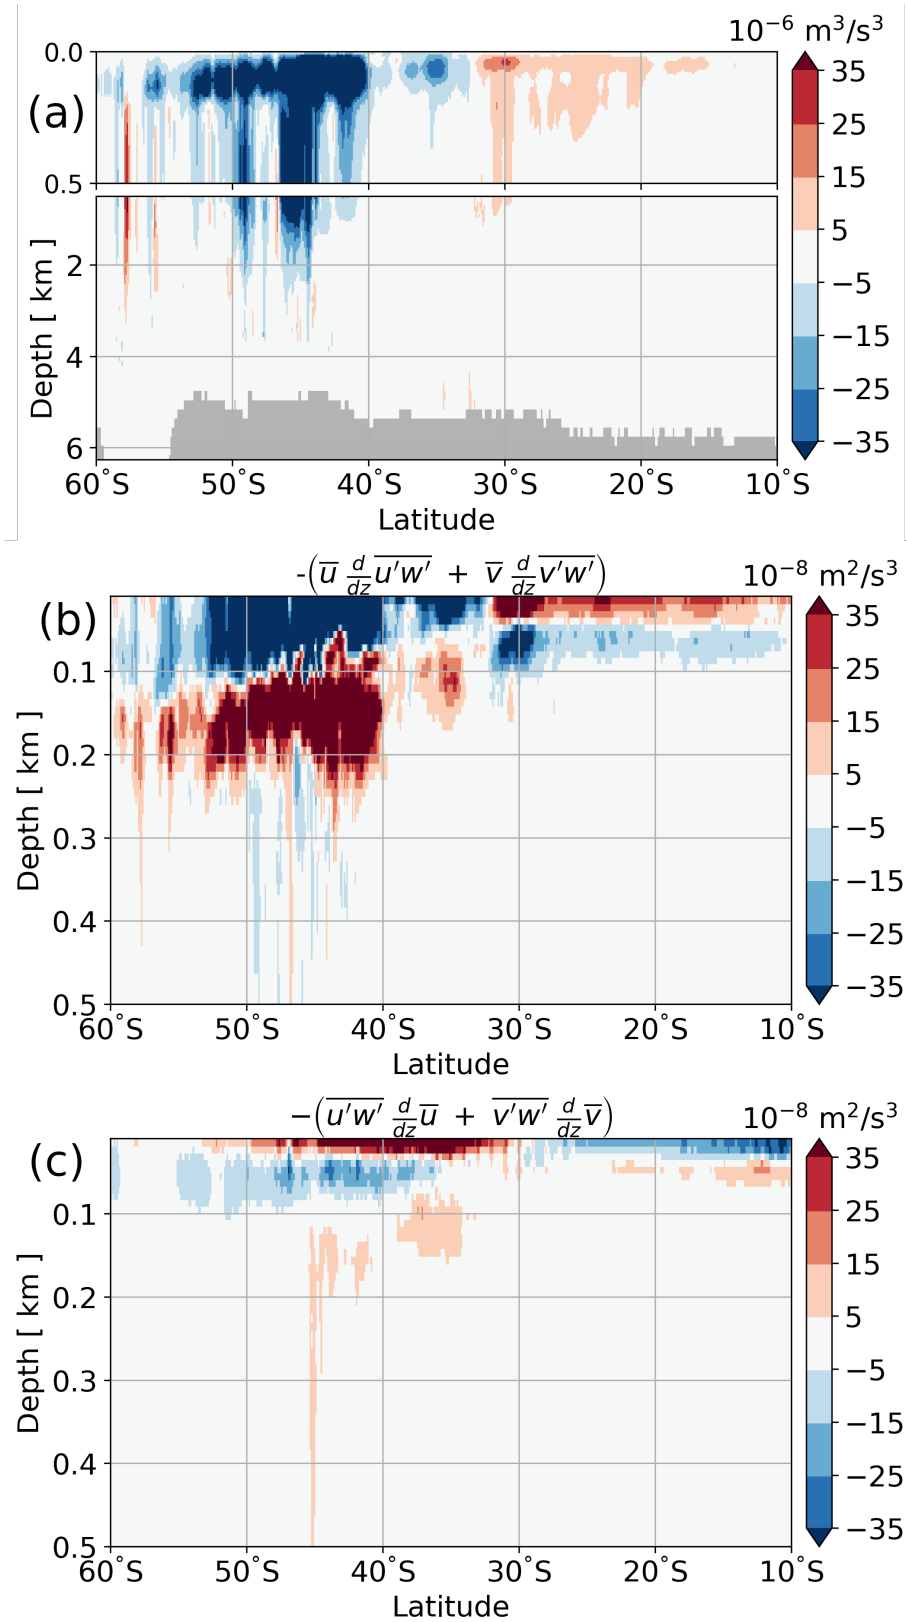 10⁻⁶ m³/s³
(a)
0.0
0.5
2
4
6
Depth [ km ]
60°S 50°S 40°S 30°S 20°S 10°S
Latitude
35
25
15
5
−5
−15
−25
−35
-(u̅ d/dz u′w′‾ + v̅ d/dz v′w′‾)
10⁻⁸ m²/s³
(b)
0.1
0.2
0.3
0.4
0.5
Depth [ km ]
60°S 50°S 40°S 30°S 20°S 10°S
Latitude
35
25
15
5
−5
−15
−25
−35
−(u′w′‾ d/dz u̅ + v′w′‾ d/dz v̅)
10⁻⁸ m²/s³
(c)
0.1
0.2
0.3
0.4
0.5
Depth [ km ]
60°S 50°S 40°S 30°S 20°S 10°S
Latitude
35
25
15
5
−5
−15
−25
−35